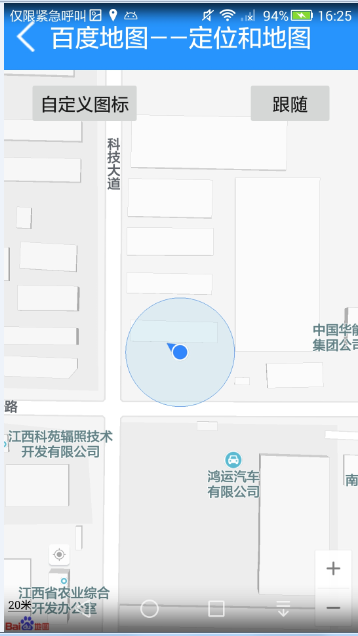 仅限紧急呼叫
94%
16:25
百度地图——定位和地图
自定义图标
跟随
科技大道
中国华能
集团公司
路
江西科苑辐照技术
开发有限公司
鸿运汽车
有限公司
南
+
江西省农业综合
开发办公室
20米
Bai 地图
−